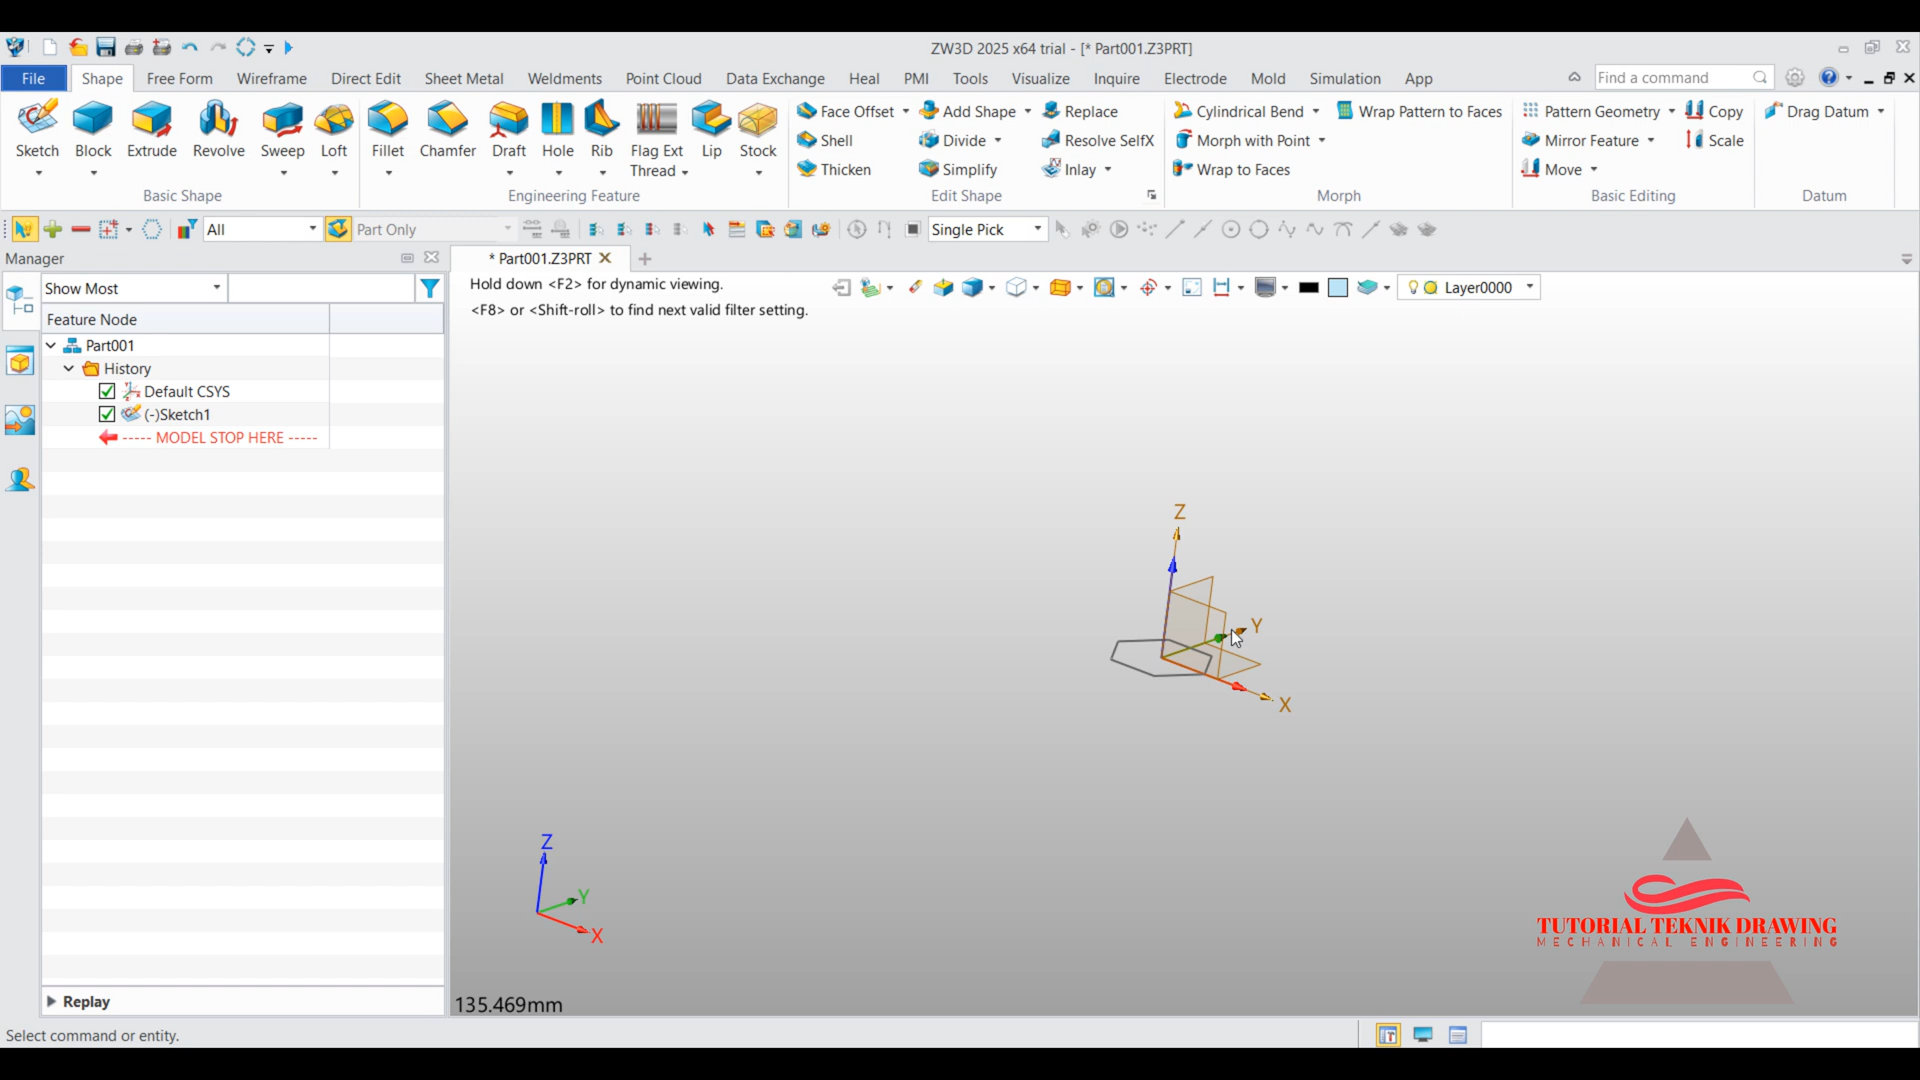 ZW3D 2025 x64 trial - [* Part001.Z3PRT]
File Shape Free Form Wireframe Direct Edit Sheet Metal Weldments Point Cloud Data Exchange Heal PMI Tools Visualize Inquire Electrode Mold Simulation App Find a command
Sketch Block Extrude Revolve Sweep Loft
Basic Shape
Fillet Chamfer Draft Hole Rib Flag Ext Thread Lip Stock
Engineering Feature
Face Offset Add Shape Replace
Shell Divide Resolve SelfX
Thicken Simplify Inlay
Edit Shape
Cylindrical Bend Wrap Pattern to Faces
Morph with Point
Wrap to Faces
Morph
Pattern Geometry Copy
Mirror Feature Scale
Move
Basic Editing
Drag Datum
Datum
All Part Only Single Pick
Manager
* Part001.Z3PRT
Show Most
Hold down <F2> for dynamic viewing.
<F8> or <Shift-roll> to find next valid filter setting.
Layer0000
Feature Node
Part001
History
Default CSYS
(-)Sketch1
----- MODEL STOP HERE -----
Z
Y
X
Z
Y
X
TUTORIAL TEKNIK DRAWING
MECHANICAL ENGINEERING
Replay
135.469mm
Select command or entity.